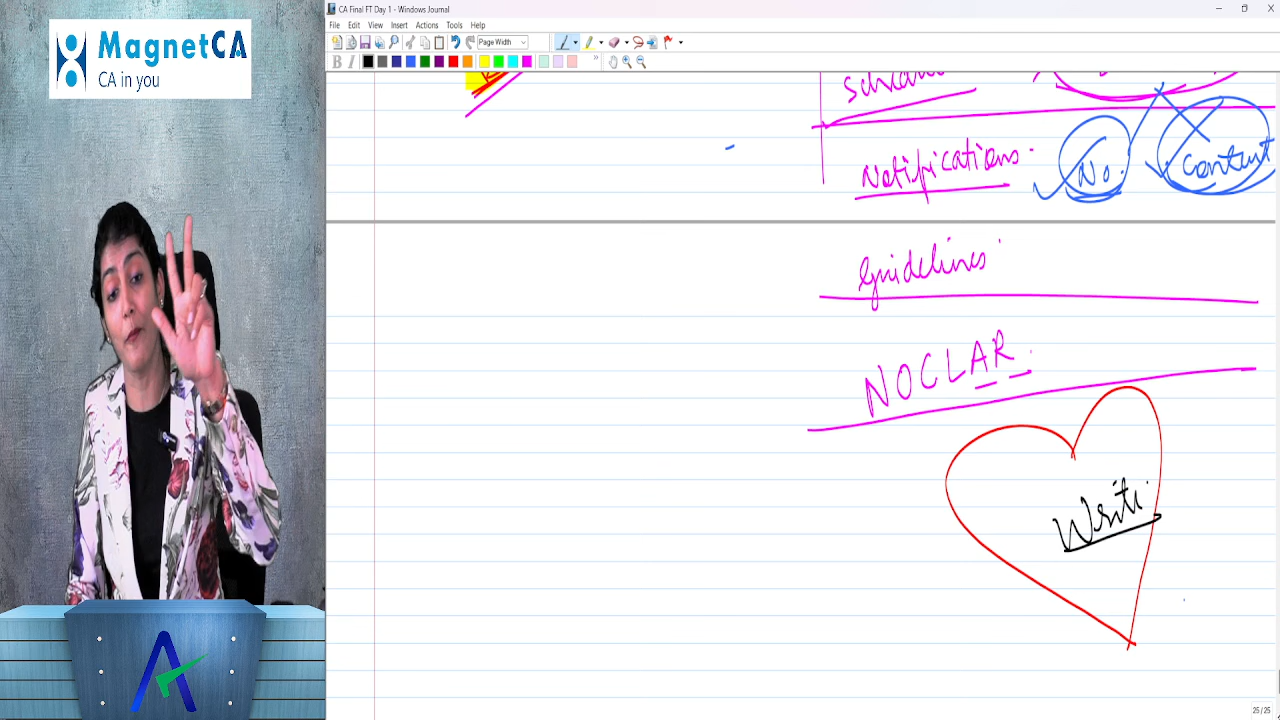 MagnetCA
CA in you
CA Final FT Day 1 - Windows Journal
File Edit View Insert Actions Tools Help
Page Width
B I
Notifications. No. Content
Guidelines
NOCLAR.
Write
25 / 25